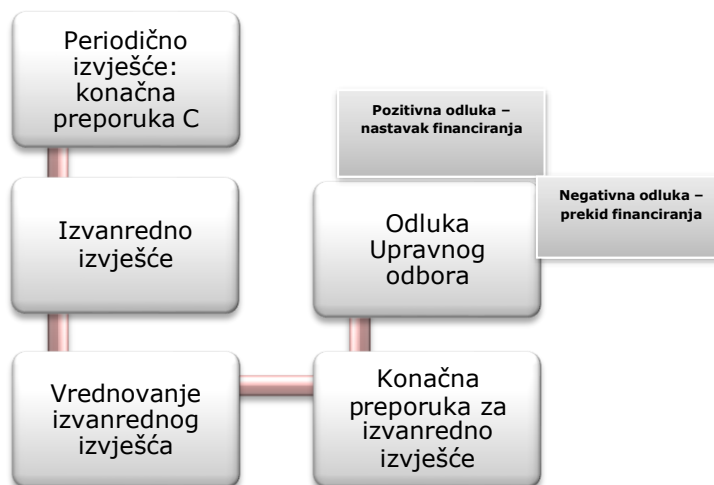 Periodično
izvješće:
konačna
preporuka C
Izvanredno
izvješće
Vrednovanje
izvanrednog
izvješća
Konačna
preporuka za
izvanredno
izvješće
Odluka
Upravnog
odbora
Pozitivna odluka –
nastavak financiranja
Negativna odluka –
prekid financiranja